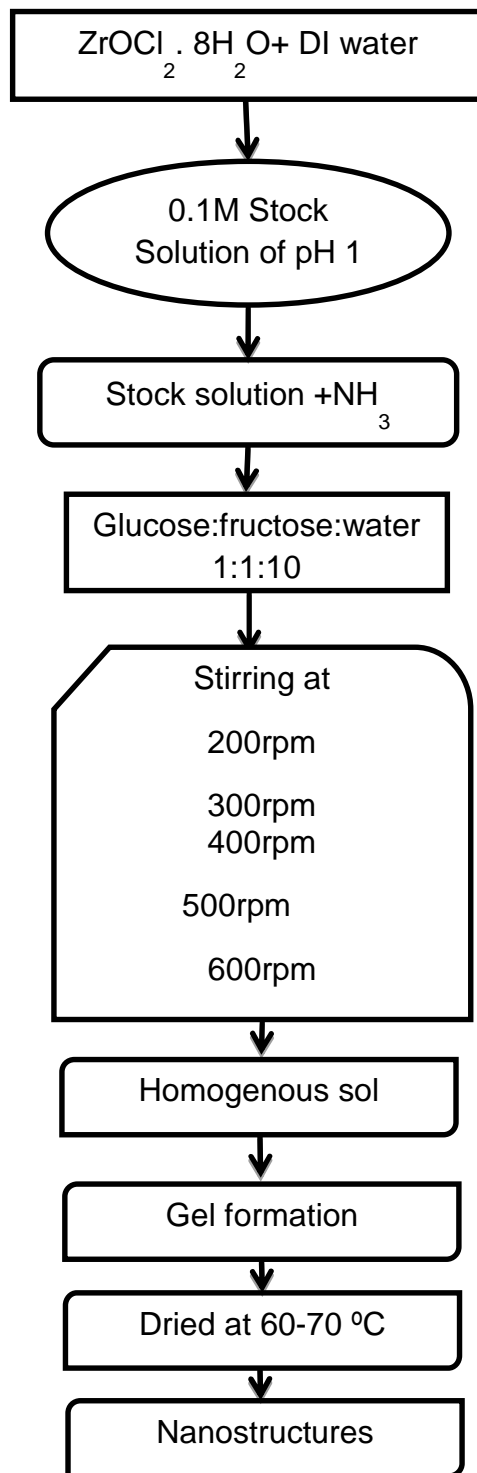 ZrOCl₂. 8H₂O+ DI water
0.1M Stock
Solution of pH 1
Stock solution +NH₃
Glucose:fructose:water
1:1:10
Stirring at
200rpm
300rpm
400rpm
500rpm
600rpm
Homogenous sol
Gel formation
Dried at 60-70 ⁰C
Nanostructures